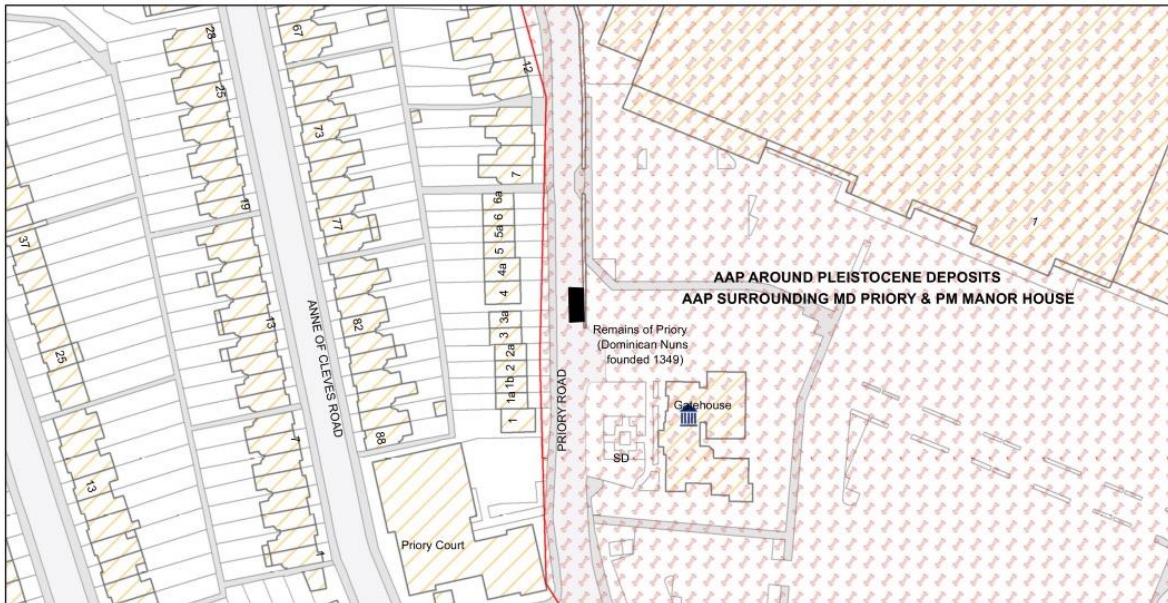 28
25
19
13
7
1
37
25
13
ANNE OF CLEVES ROAD
67
73
77
82
88
Priory Court
12
7
6a
6
5a
5
4a
4
3a
3
2a
2
1b
1a
1
PRIORY ROAD
1
AAP AROUND PLEISTOCENE DEPOSITS
AAP SURROUNDING MD PRIORY & PM MANOR HOUSE
Remains of Priory
(Dominican Nuns
founded 1349)
Gatehouse
SD